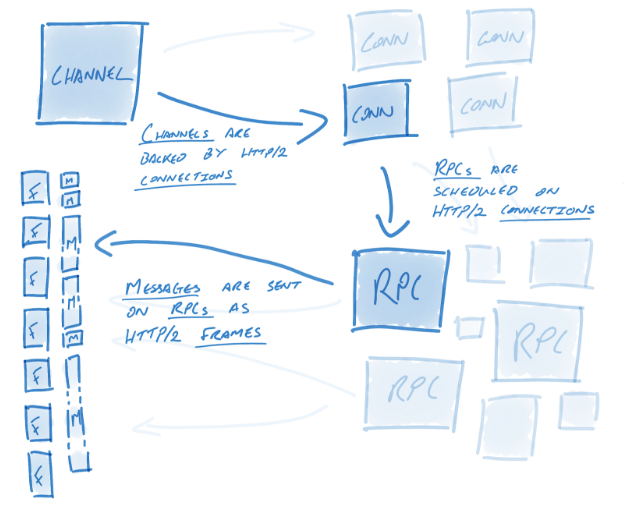 CHANNEL
CONN
CONN
CONN
CONN
CHANNELS ARE
BACKED BY HTTP/2
CONNECTIONS
RPCs ARE
SCHEDULED ON
HTTP/2 CONNECTIONS
RPC
RPC
RPC
MESSAGES ARE SENT
ON RPCs AS
HTTP/2 FRAMES
F
F
F
F
F
F
F
M
M
M
M
M
M